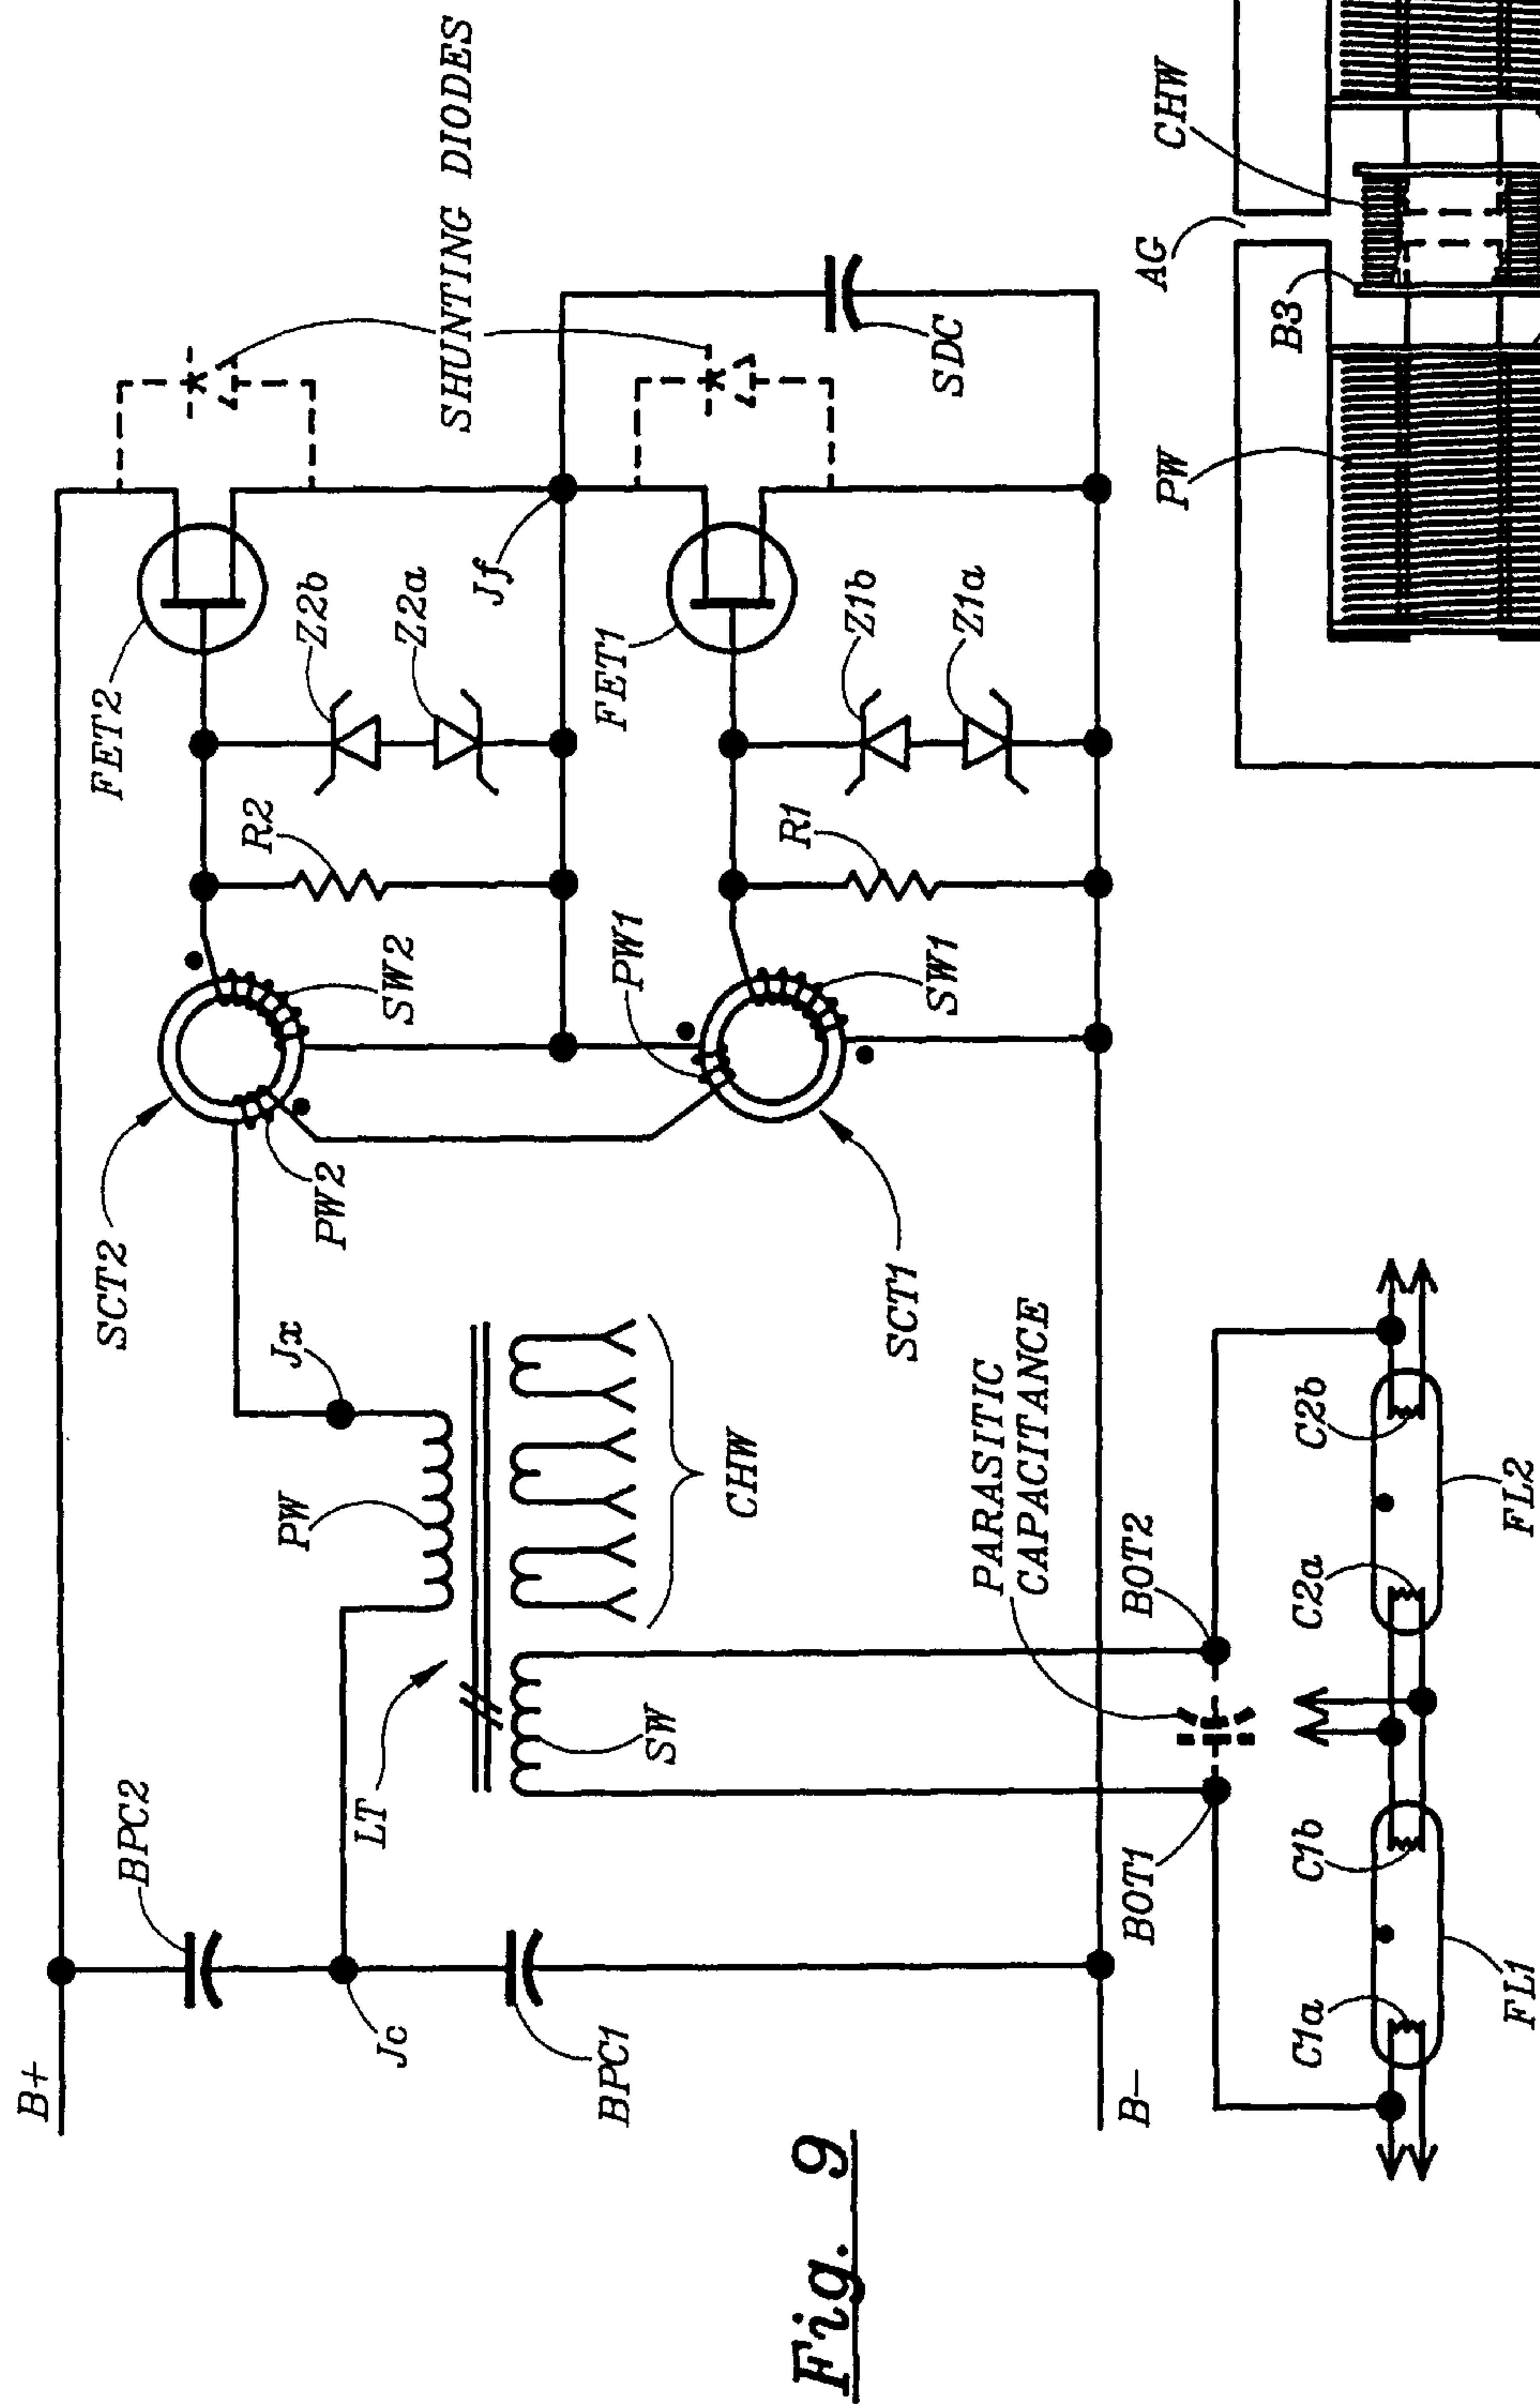 B+
BPC2
Jc
BPC1
B−
LT
PW
Jx
SW
CHW
SCT2
PW2
SW2
PW1
SCT1
SW1
R2
R1
FET2
Z2b
Z2a
Jf
FET1
Z1b
Z1a
SHUNTING DIODES
SDC
PARASITIC
CAPACITANCE
BOT1
BOT2
C1a
C1b
C2a
C2b
FL1
FL2
PW
B3
AG
CHW
Fig. 9